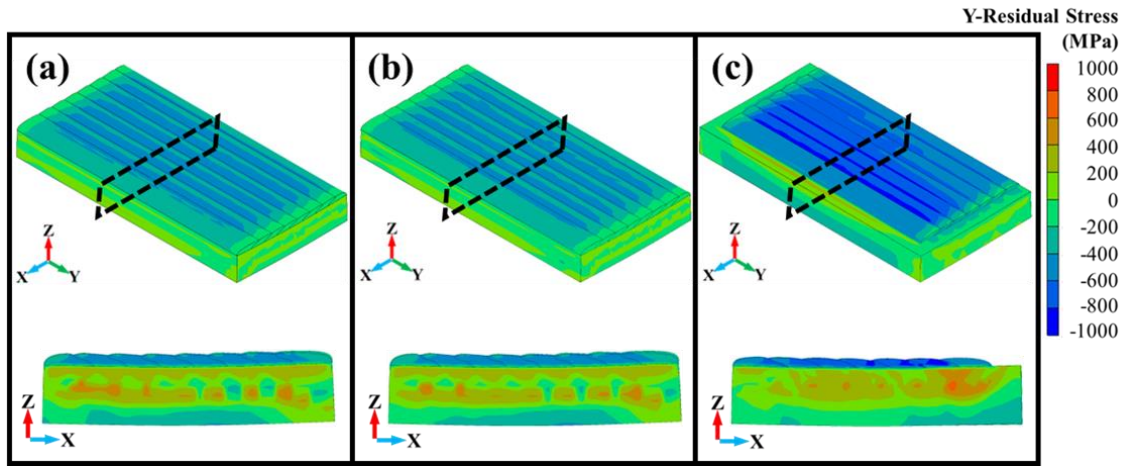 Y-Residual Stress
(MPa)
(a)
(b)
(c)
1000
800
600
400
200
0
-200
-400
-600
-800
-1000
Z
X
Y
Z
X
Y
Z
X
Y
Z
X
Z
X
Z
X